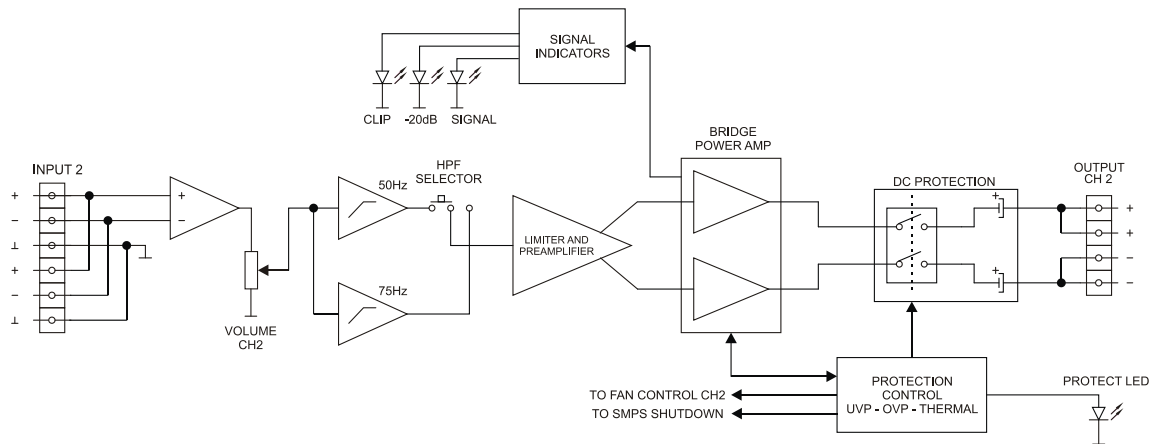 SIGNAL
INDICATORS
CLIP
-20dB
SIGNAL
BRIDGE
POWER AMP
INPUT 2
+
−
⊥
+
−
⊥
+
−
VOLUME
CH2
50Hz
75Hz
HPF
SELECTOR
LIMITER AND
PREAMPLIFIER
DC PROTECTION
+
+
OUTPUT
CH 2
+
+
−
−
PROTECTION
CONTROL
UVP - OVP - THERMAL
TO FAN CONTROL CH2
TO SMPS SHUTDOWN
PROTECT LED